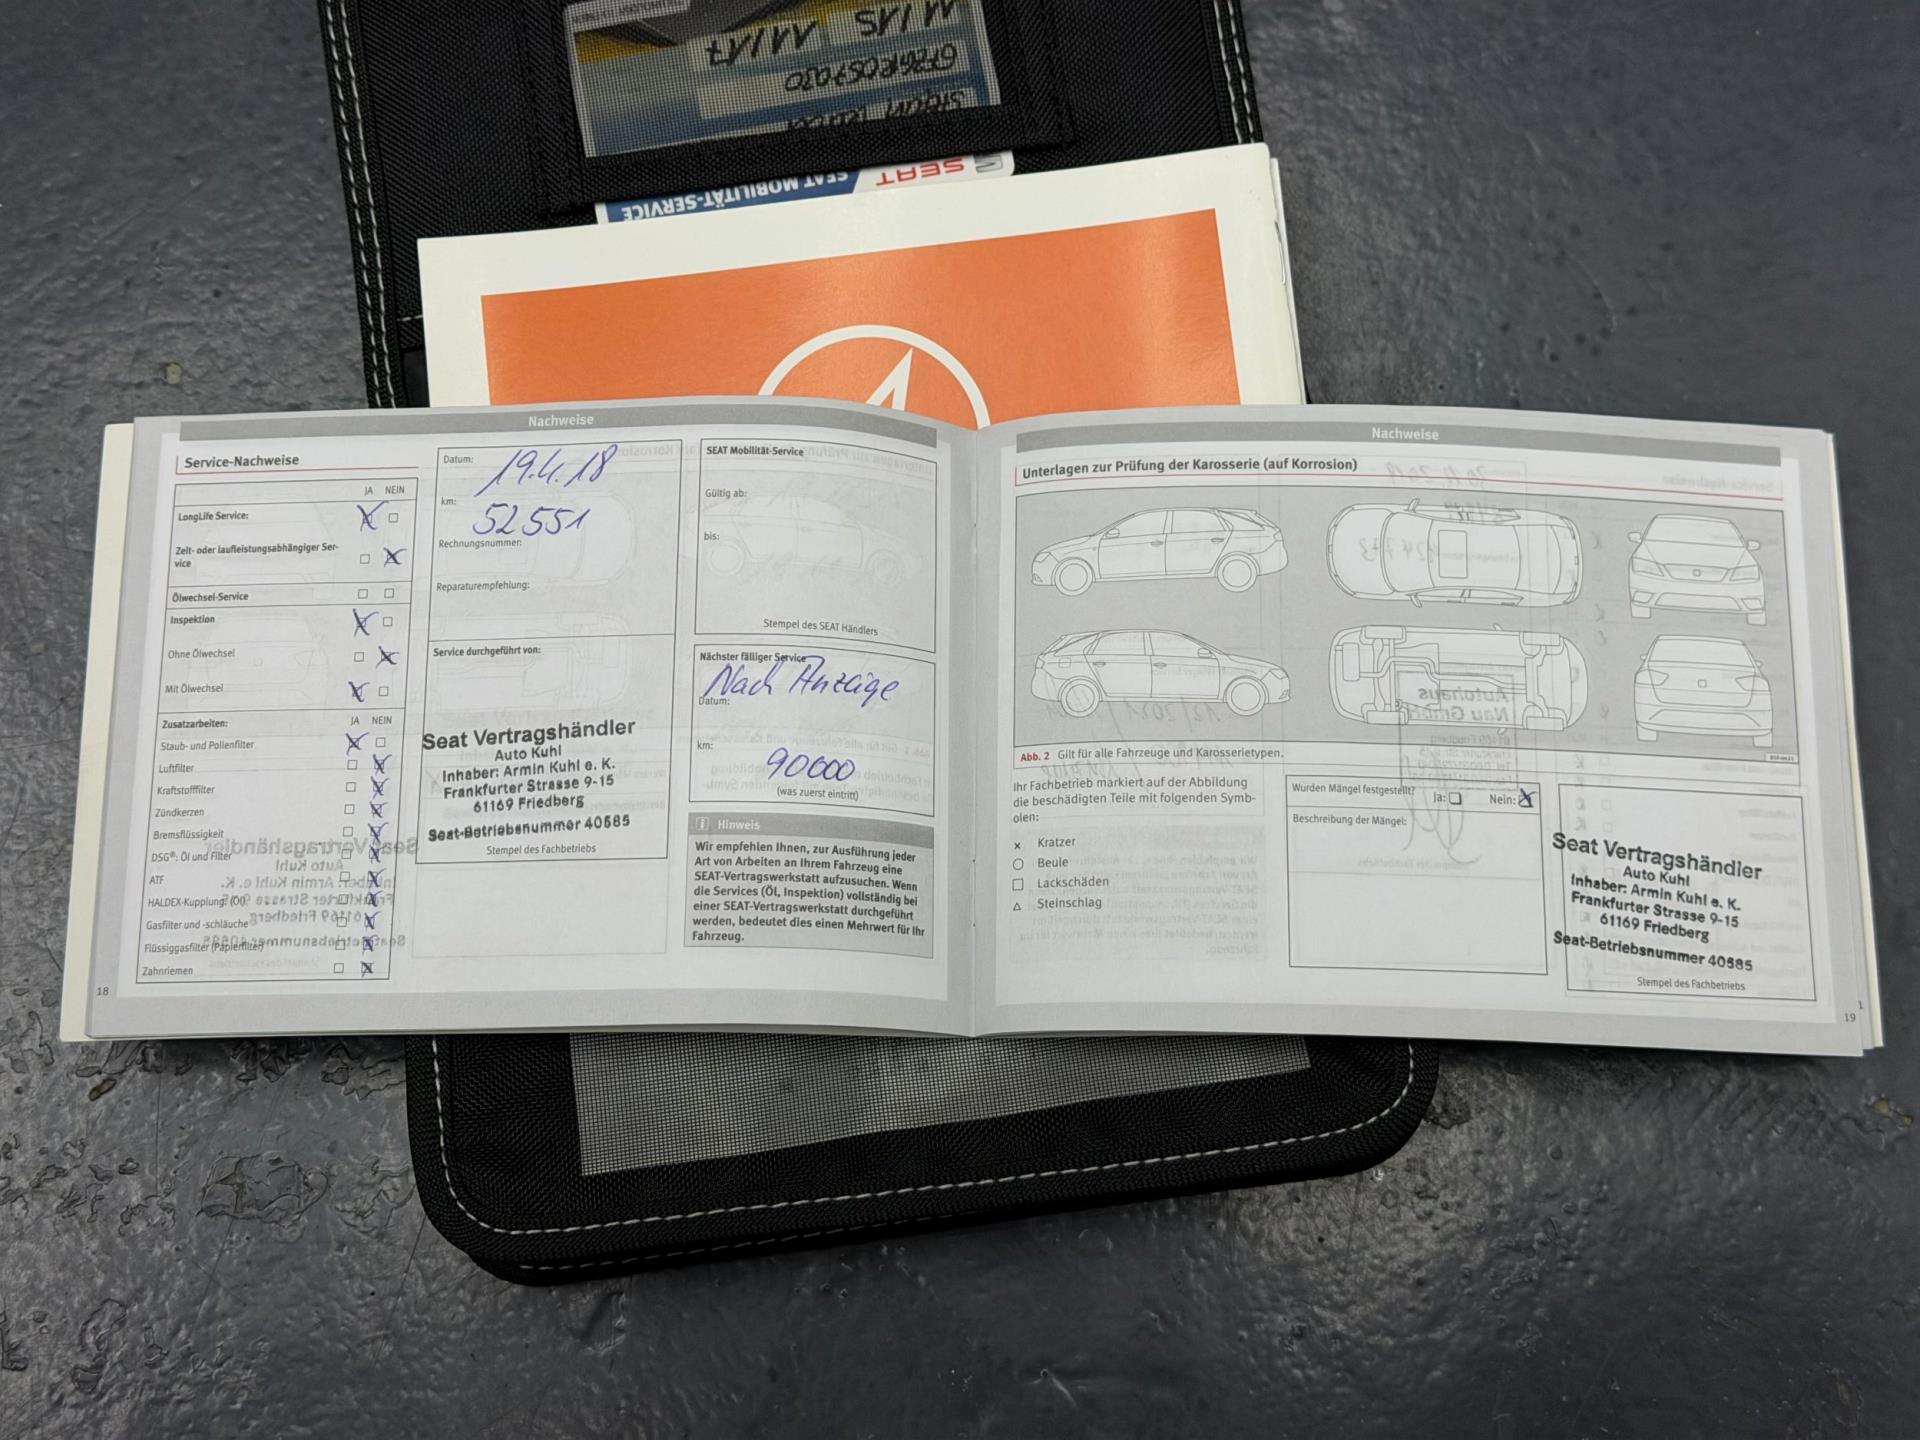 11/15 11/17
SEAT
SEAT MOBILITÄT-SERVICE
Nachweise
Service-Nachweise
JA NEIN
LongLife Service:
Zeit- oder laufleistungsabhängiger Ser-
vice
Ölwechsel-Service
Inspektion
Ohne Ölwechsel
Mit Ölwechsel
Zusatzarbeiten: JA NEIN
Staub- und Pollenfilter
Luftfilter
Kraftstofffilter
Zündkerzen
Bremsflüssigkeit
DSG®: Öl und Filter
ATF
HALDEX-Kupplung: (Öl)
Gasfilter und -schläuche
Flüssiggasfilter (Papierfilter)
Zahnriemen
18
Datum: 19.4.18
km: 52551
Rechnungsnummer:
Reparaturempfehlung:
Service durchgeführt von:
Seat Vertragshändler
Auto Kuhl
Inhaber: Armin Kuhl e. K.
Frankfurter Strasse 9-15
61169 Friedberg
Seat-Betriebsnummer 40585
Stempel des Fachbetriebs
SEAT Mobilität-Service
Gültig ab:
bis:
Stempel des SEAT Händlers
Nächster fälliger Service
Nach Anzeige
Datum:
km: 90000
(was zuerst eintritt)
i Hinweis
Wir empfehlen Ihnen, zur Ausführung jeder
Art von Arbeiten an Ihrem Fahrzeug eine
SEAT-Vertragswerkstatt aufzusuchen. Wenn
die Services (Öl, Inspektion) vollständig bei
einer SEAT-Vertragswerkstatt durchgeführt
werden, bedeutet dies einen Mehrwert für Ihr
Fahrzeug.
Nachweise
Unterlagen zur Prüfung der Karosserie (auf Korrosion)
Abb. 2 Gilt für alle Fahrzeuge und Karosserietypen.
Ihr Fachbetrieb markiert auf der Abbildung
die beschädigten Teile mit folgenden Symb-
olen:
Kratzer
Beule
Lackschäden
Steinschlag
Wurden Mängel festgestellt? Ja: Nein:
Beschreibung der Mängel:
Seat Vertragshändler
Auto Kuhl
Inhaber: Armin Kuhl e. K.
Frankfurter Strasse 9-15
61169 Friedberg
Seat-Betriebsnummer 40585
Stempel des Fachbetriebs
19